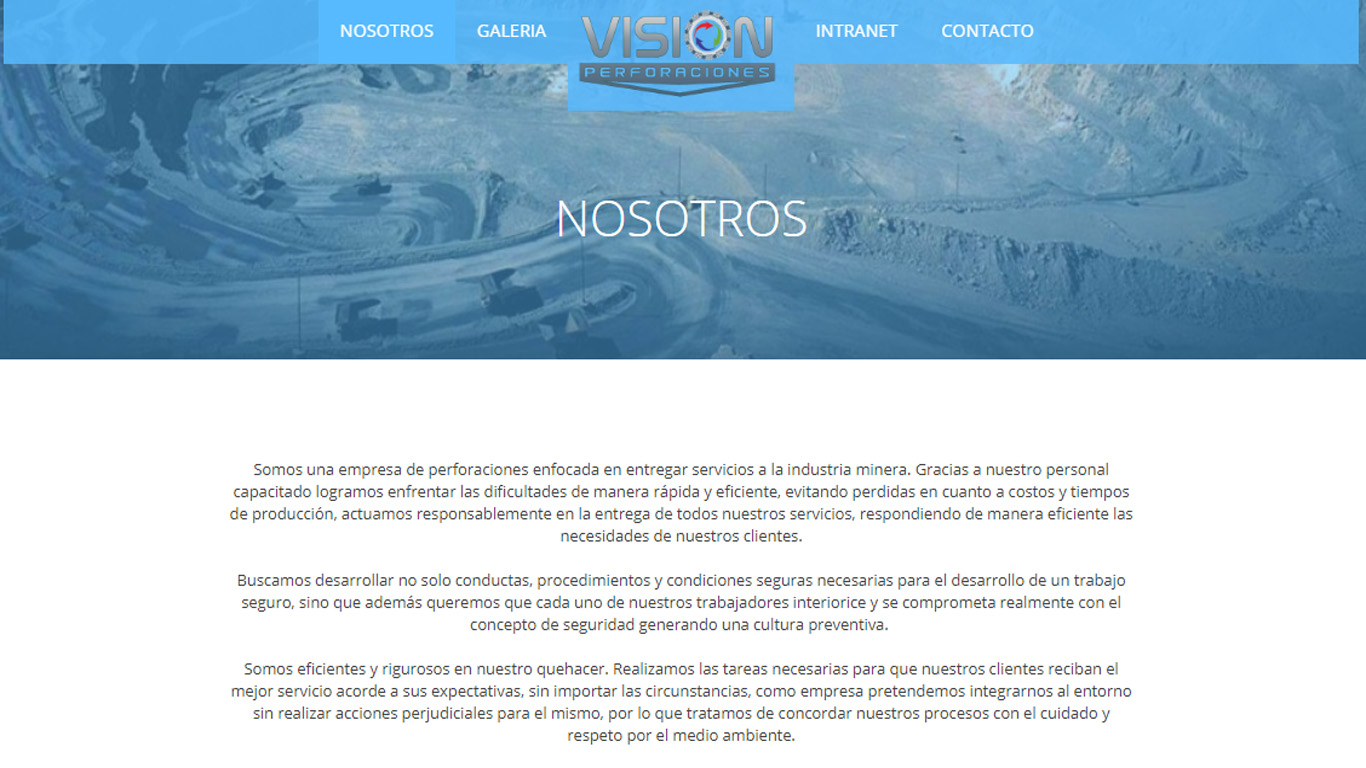 NOSOTROS GALERIA VISION INTRANET CONTACTO
PERFORACIONES
NOSOTROS
Somos una empresa de perforaciones enfocada en entregar servicios a la industria minera. Gracias a nuestro personal
capacitado logramos enfrentar las dificultades de manera rápida y eficiente, evitando perdidas en cuanto a costos y tiempos
de producción, actuamos responsablemente en la entrega de todos nuestros servicios, respondiendo de manera eficiente las
necesidades de nuestros clientes.
Buscamos desarrollar no solo conductas, procedimientos y condiciones seguras necesarias para el desarrollo de un trabajo
seguro, sino que además queremos que cada uno de nuestros trabajadores interiorice y se comprometa realmente con el
concepto de seguridad generando una cultura preventiva.
Somos eficientes y rigurosos en nuestro quehacer. Realizamos las tareas necesarias para que nuestros clientes reciban el
mejor servicio acorde a sus expectativas, sin importar las circunstancias, como empresa pretendemos integrarnos al entorno
sin realizar acciones perjudiciales para el mismo, por lo que tratamos de concordar nuestros procesos con el cuidado y
respeto por el medio ambiente.